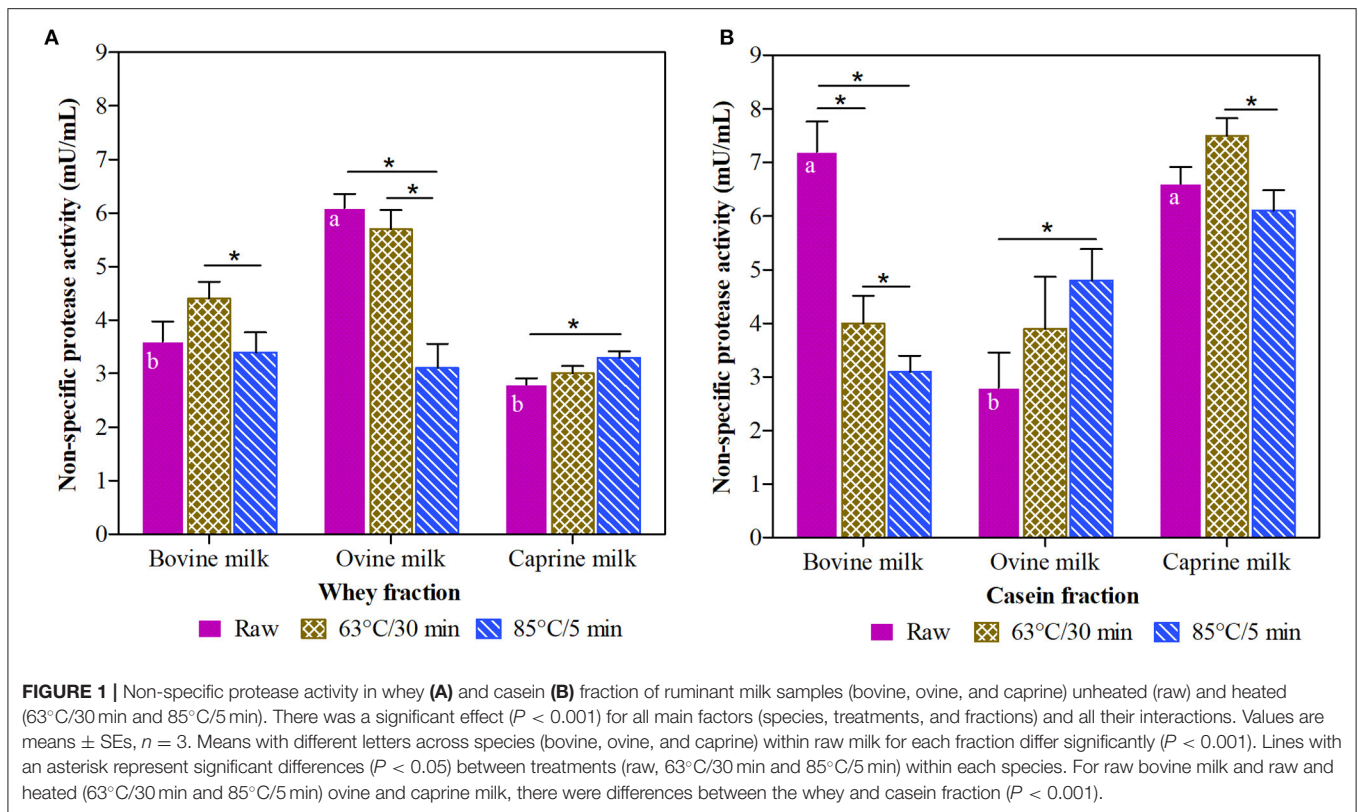 A
9
8
7
6
5
4
3
2
1
0
Non-specific protease activity (mU/mL)
*
b
*
*
a
*
b
Bovine milk Ovine milk Caprine milk
Whey fraction
Raw 63°C/30 min 85°C/5 min
B
9
8
7
6
5
4
3
2
1
0
Non-specific protease activity (mU/mL)
*
*
a
*
*
b
*
a
Bovine milk Ovine milk Caprine milk
Casein fraction
Raw 63°C/30 min 85°C/5 min
FIGURE 1 | Non-specific protease activity in whey (A) and casein (B) fraction of ruminant milk samples (bovine, ovine, and caprine) unheated (raw) and heated
(63°C/30 min and 85°C/5 min). There was a significant effect (P < 0.001) for all main factors (species, treatments, and fractions) and all their interactions. Values are
means ± SEs, n = 3. Means with different letters across species (bovine, ovine, and caprine) within raw milk for each fraction differ significantly (P < 0.001). Lines with
an asterisk represent significant differences (P < 0.05) between treatments (raw, 63°C/30 min and 85°C/5 min) within each species. For raw bovine milk and raw and
heated (63°C/30 min and 85°C/5 min) ovine and caprine milk, there were differences between the whey and casein fraction (P < 0.001).